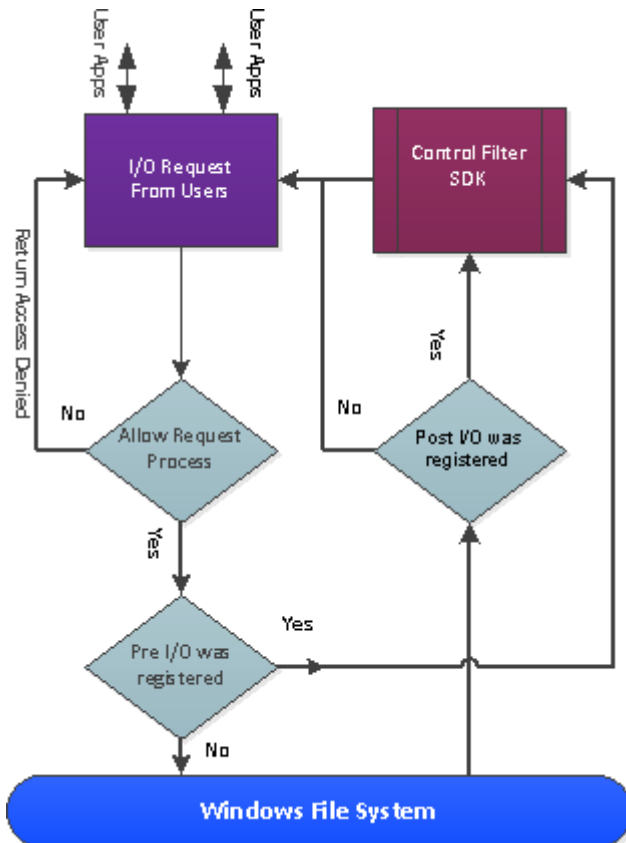 User Apps
User Apps
I/O Request
From Users
Control Filter
SDK
Return Access Denied
No
Allow Request
Process
Yes
No
Post I/O was
registered
Yes
Pre I/O was
registered
Yes
No
Windows File System